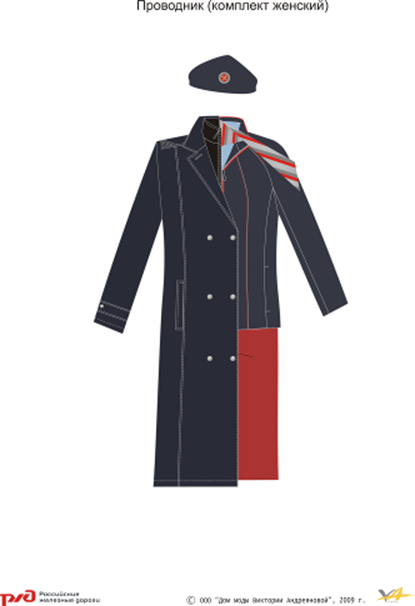 Проводник (комплект женский)
РЖД Российские
железные дороги
© ООО "Дом моды Виктории Андреяновой", 2009 г.